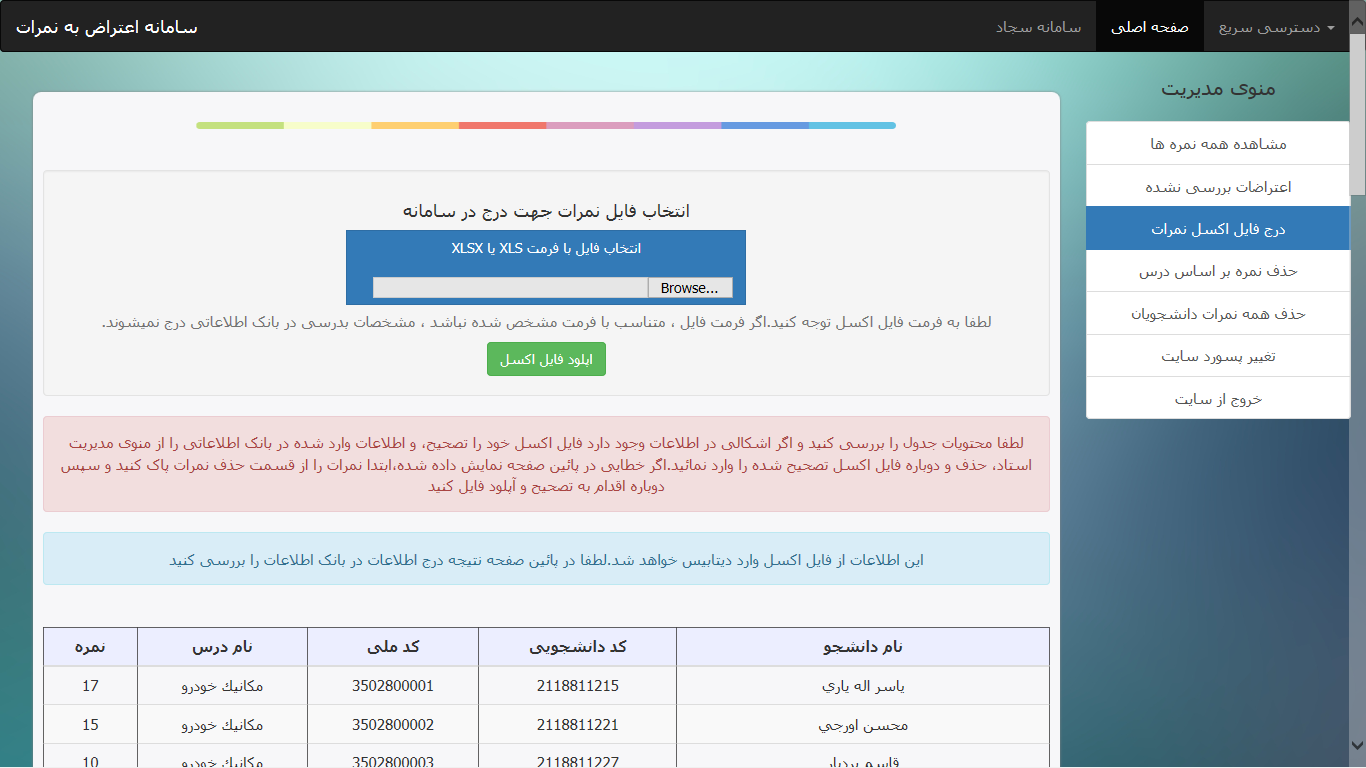 دسترسی سریع
صفحه اصلی
سامانه سجاد
سامانه اعتراض به نمرات
منوی مدیریت
مشاهده همه نمره ها
اعتراضات بررسی نشده
درج فایل اکسل نمرات
حذف نمره بر اساس درس
حذف همه نمرات دانشجویان
تغییر پسورد سایت
خروج از سایت
انتخاب فایل نمرات جهت درج در سامانه
انتخاب فایل با فرمت XLS یا XLSX
Browse...
لطفا به فرمت فایل اکسل توجه کنید.اگر فرمت فایل ، متناسب با فرمت مشخص شده نباشد ، مشخصات بدرسی در بانک اطلاعاتی درج نمیشوند.
اپلود فایل اکسل
لطفا محتویات جدول را بررسی کنید و اگر اشکالی در اطلاعات وجود دارد فایل اکسل خود را تصحیح، و اطلاعات وارد شده در بانک اطلاعاتی را از منوی مدیریت
استاد، حذف و دوباره فایل اکسل تصحیح شده را وارد نمائید.اگر خطایی در پائین صفحه نمایش داده شده،ابتدا نمرات را از قسمت حذف نمرات پاک کنید و سپس
دوباره اقدام به تصحیح و آپلود فایل کنید
این اطلاعات از فایل اکسل وارد دیتابیس خواهد شد.لطفا در پائین صفحه نتیجه درج اطلاعات در بانک اطلاعات را بررسی کنید
نام دانشجو کد دانشجویی کد ملی نام درس نمره
ياسر اله ياري 2118811215 3502800001 مكانيك خودرو 17
محسن اورجي 2118811221 3502800002 مكانيك خودرو 15
قاسم بردبار 2118811227 3502800003 مكانيك خودرو 10